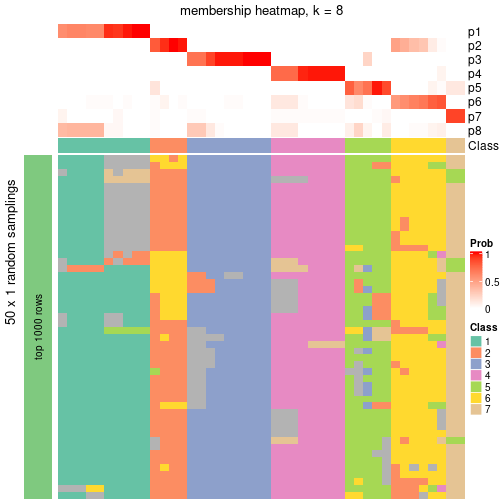 membership heatmap, k = 8
p1
p2
p3
p4
p5
p6
p7
p8
Class
50 x 1 random samplings
top 1000 rows
Prob
1
0.5
0
Class
1
2
3
4
5
6
7